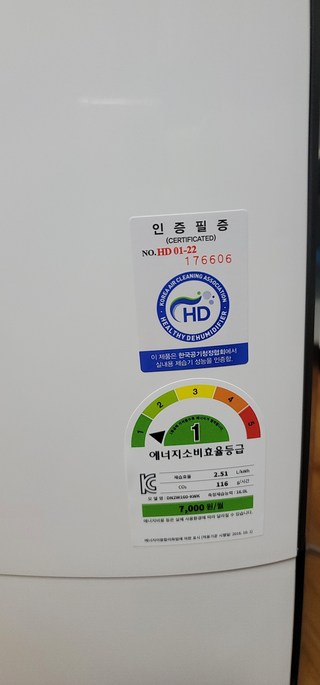 인증필증
(CERTIFICATED)
NO. HD 01-22
176606
KOREA AIR CLEANING ASSOCIATION
HD
HEALTHY DEHUMIDIFIER
이 제품은 한국공기청정협회에서
실내용 제습기 성능을 인증함.
1 2 3 4 5
1
에너지소비효율등급
제습효율 2.51 L/kWh
CO₂ 116 g/시간
7,000 원/월